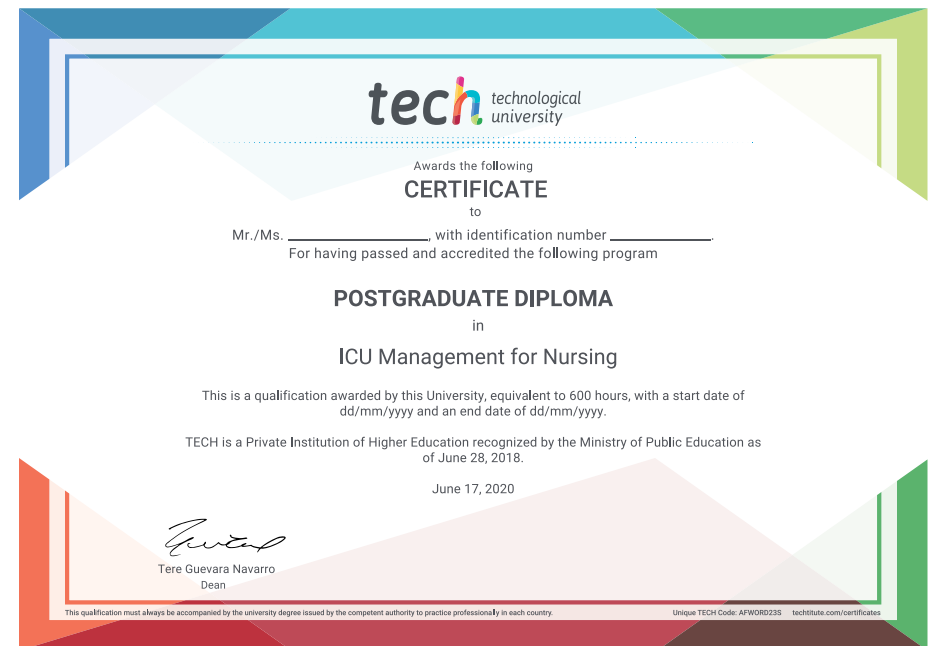 tech technological
university
Awards the following
CERTIFICATE
to
Mr./Ms. ____________________, with identification number ______________.
For having passed and accredited the following program
POSTGRADUATE DIPLOMA
in
ICU Management for Nursing
This is a qualification awarded by this University, equivalent to 600 hours, with a start date of
dd/mm/yyyy and an end date of dd/mm/yyyy.
TECH is a Private Institution of Higher Education recognized by the Ministry of Public Education as
of June 28, 2018.
June 17, 2020
Tere Guevara Navarro
Dean
This qualification must always be accompanied by the university degree issued by the competent authority to practice professionally in each country. Unique TECH Code: AFWORD23S techtitute.com/certificates